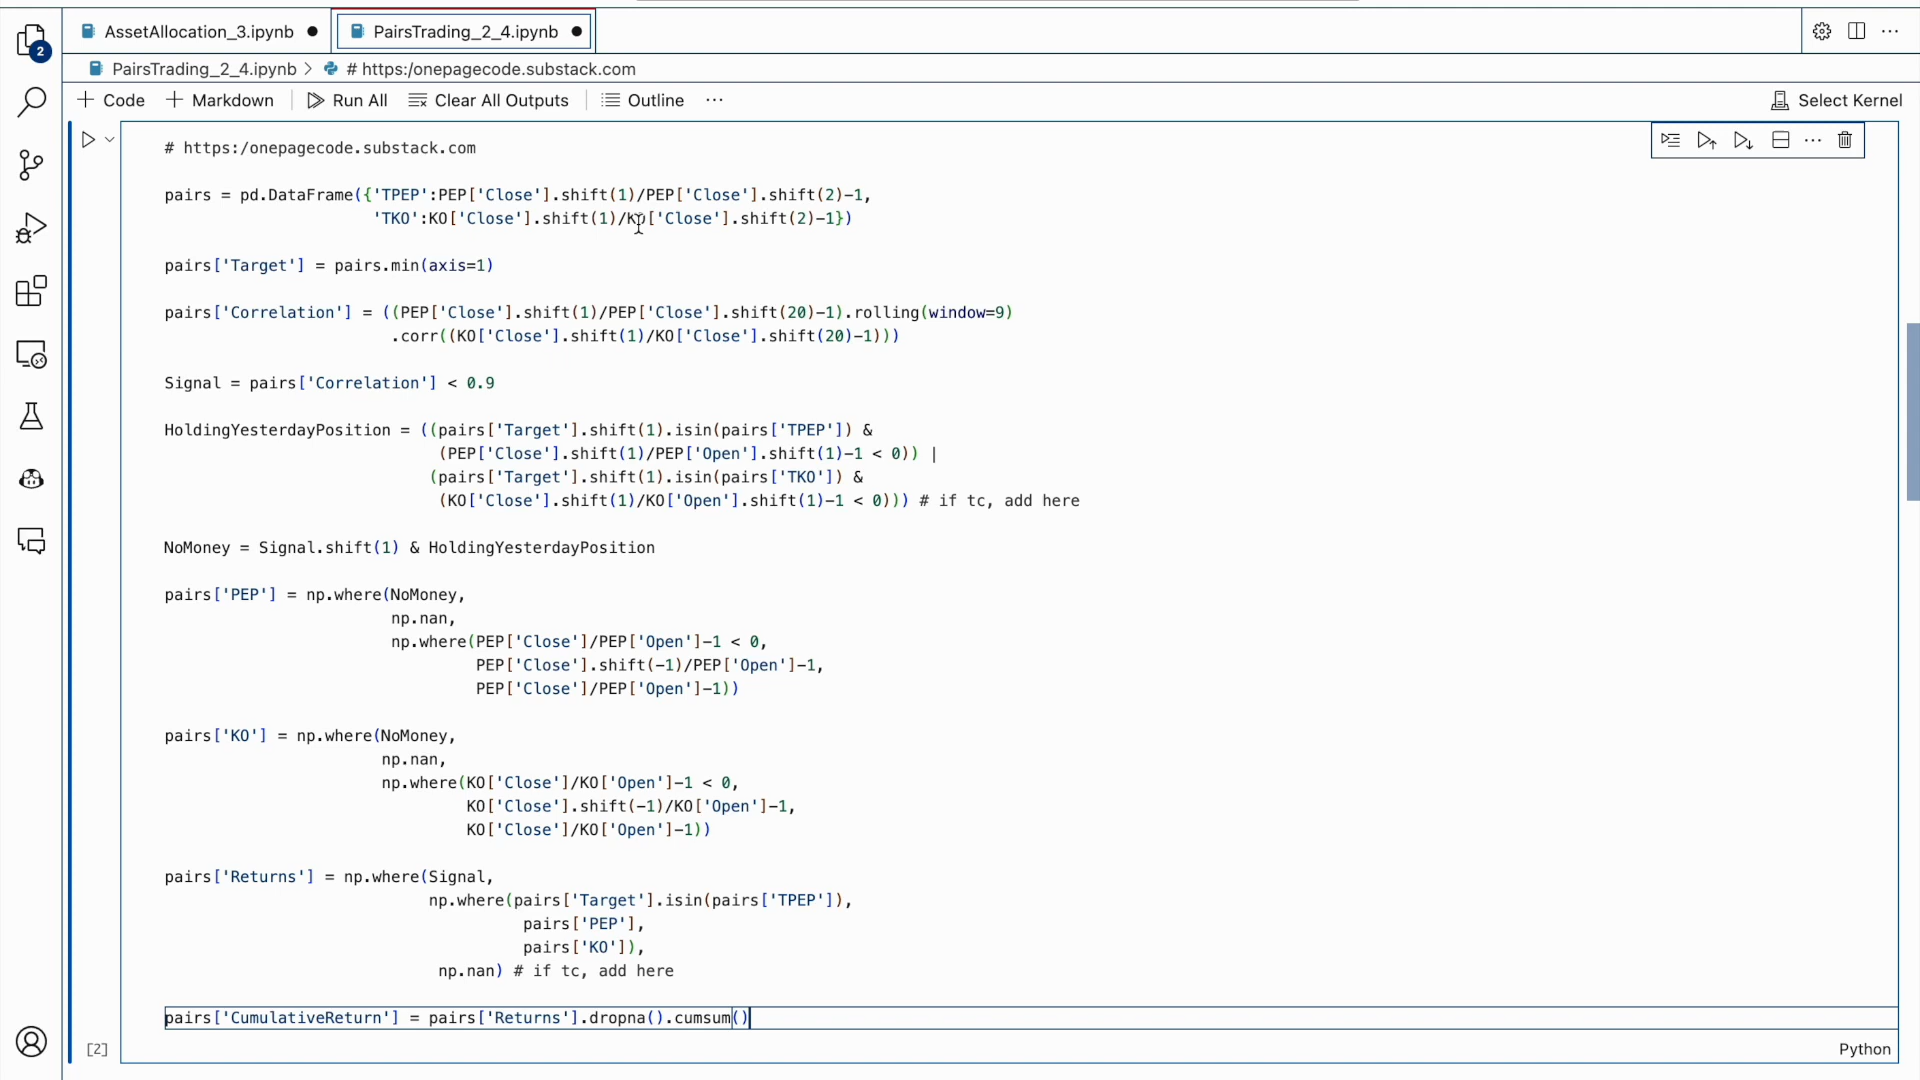 AssetAllocation_3.ipynb
PairsTrading_2_4.ipynb
2
PairsTrading_2_4.ipynb > # https:/onepagecode.substack.com
Code
Markdown
Run All
Clear All Outputs
Outline
...
Select Kernel
# https:/onepagecode.substack.com
pairs = pd.DataFrame({'TPEP':PEP['Close'].shift(1)/PEP['Close'].shift(2)-1,
'TKO':KO['Close'].shift(1)/KO['Close'].shift(2)-1})
pairs['Target'] = pairs.min(axis=1)
pairs['Correlation'] = ((PEP['Close'].shift(1)/PEP['Close'].shift(20)-1).rolling(window=9)
.corr((KO['Close'].shift(1)/KO['Close'].shift(20)-1)))
Signal = pairs['Correlation'] < 0.9
HoldingYesterdayPosition = ((pairs['Target'].shift(1).isin(pairs['TPEP']) &
(PEP['Close'].shift(1)/PEP['Open'].shift(1)-1 < 0)) |
(pairs['Target'].shift(1).isin(pairs['TKO']) &
(KO['Close'].shift(1)/KO['Open'].shift(1)-1 < 0))) # if tc, add here
NoMoney = Signal.shift(1) & HoldingYesterdayPosition
pairs['PEP'] = np.where(NoMoney,
np.nan,
np.where(PEP['Close']/PEP['Open']-1 < 0,
PEP['Close'].shift(-1)/PEP['Open']-1,
PEP['Close']/PEP['Open']-1))
pairs['KO'] = np.where(NoMoney,
np.nan,
np.where(KO['Close']/KO['Open']-1 < 0,
KO['Close'].shift(-1)/KO['Open']-1,
KO['Close']/KO['Open']-1))
pairs['Returns'] = np.where(Signal,
np.where(pairs['Target'].isin(pairs['TPEP']),
pairs['PEP'],
pairs['KO']),
np.nan) # if tc, add here
pairs['CumulativeReturn'] = pairs['Returns'].dropna().cumsum()
[2]
Python